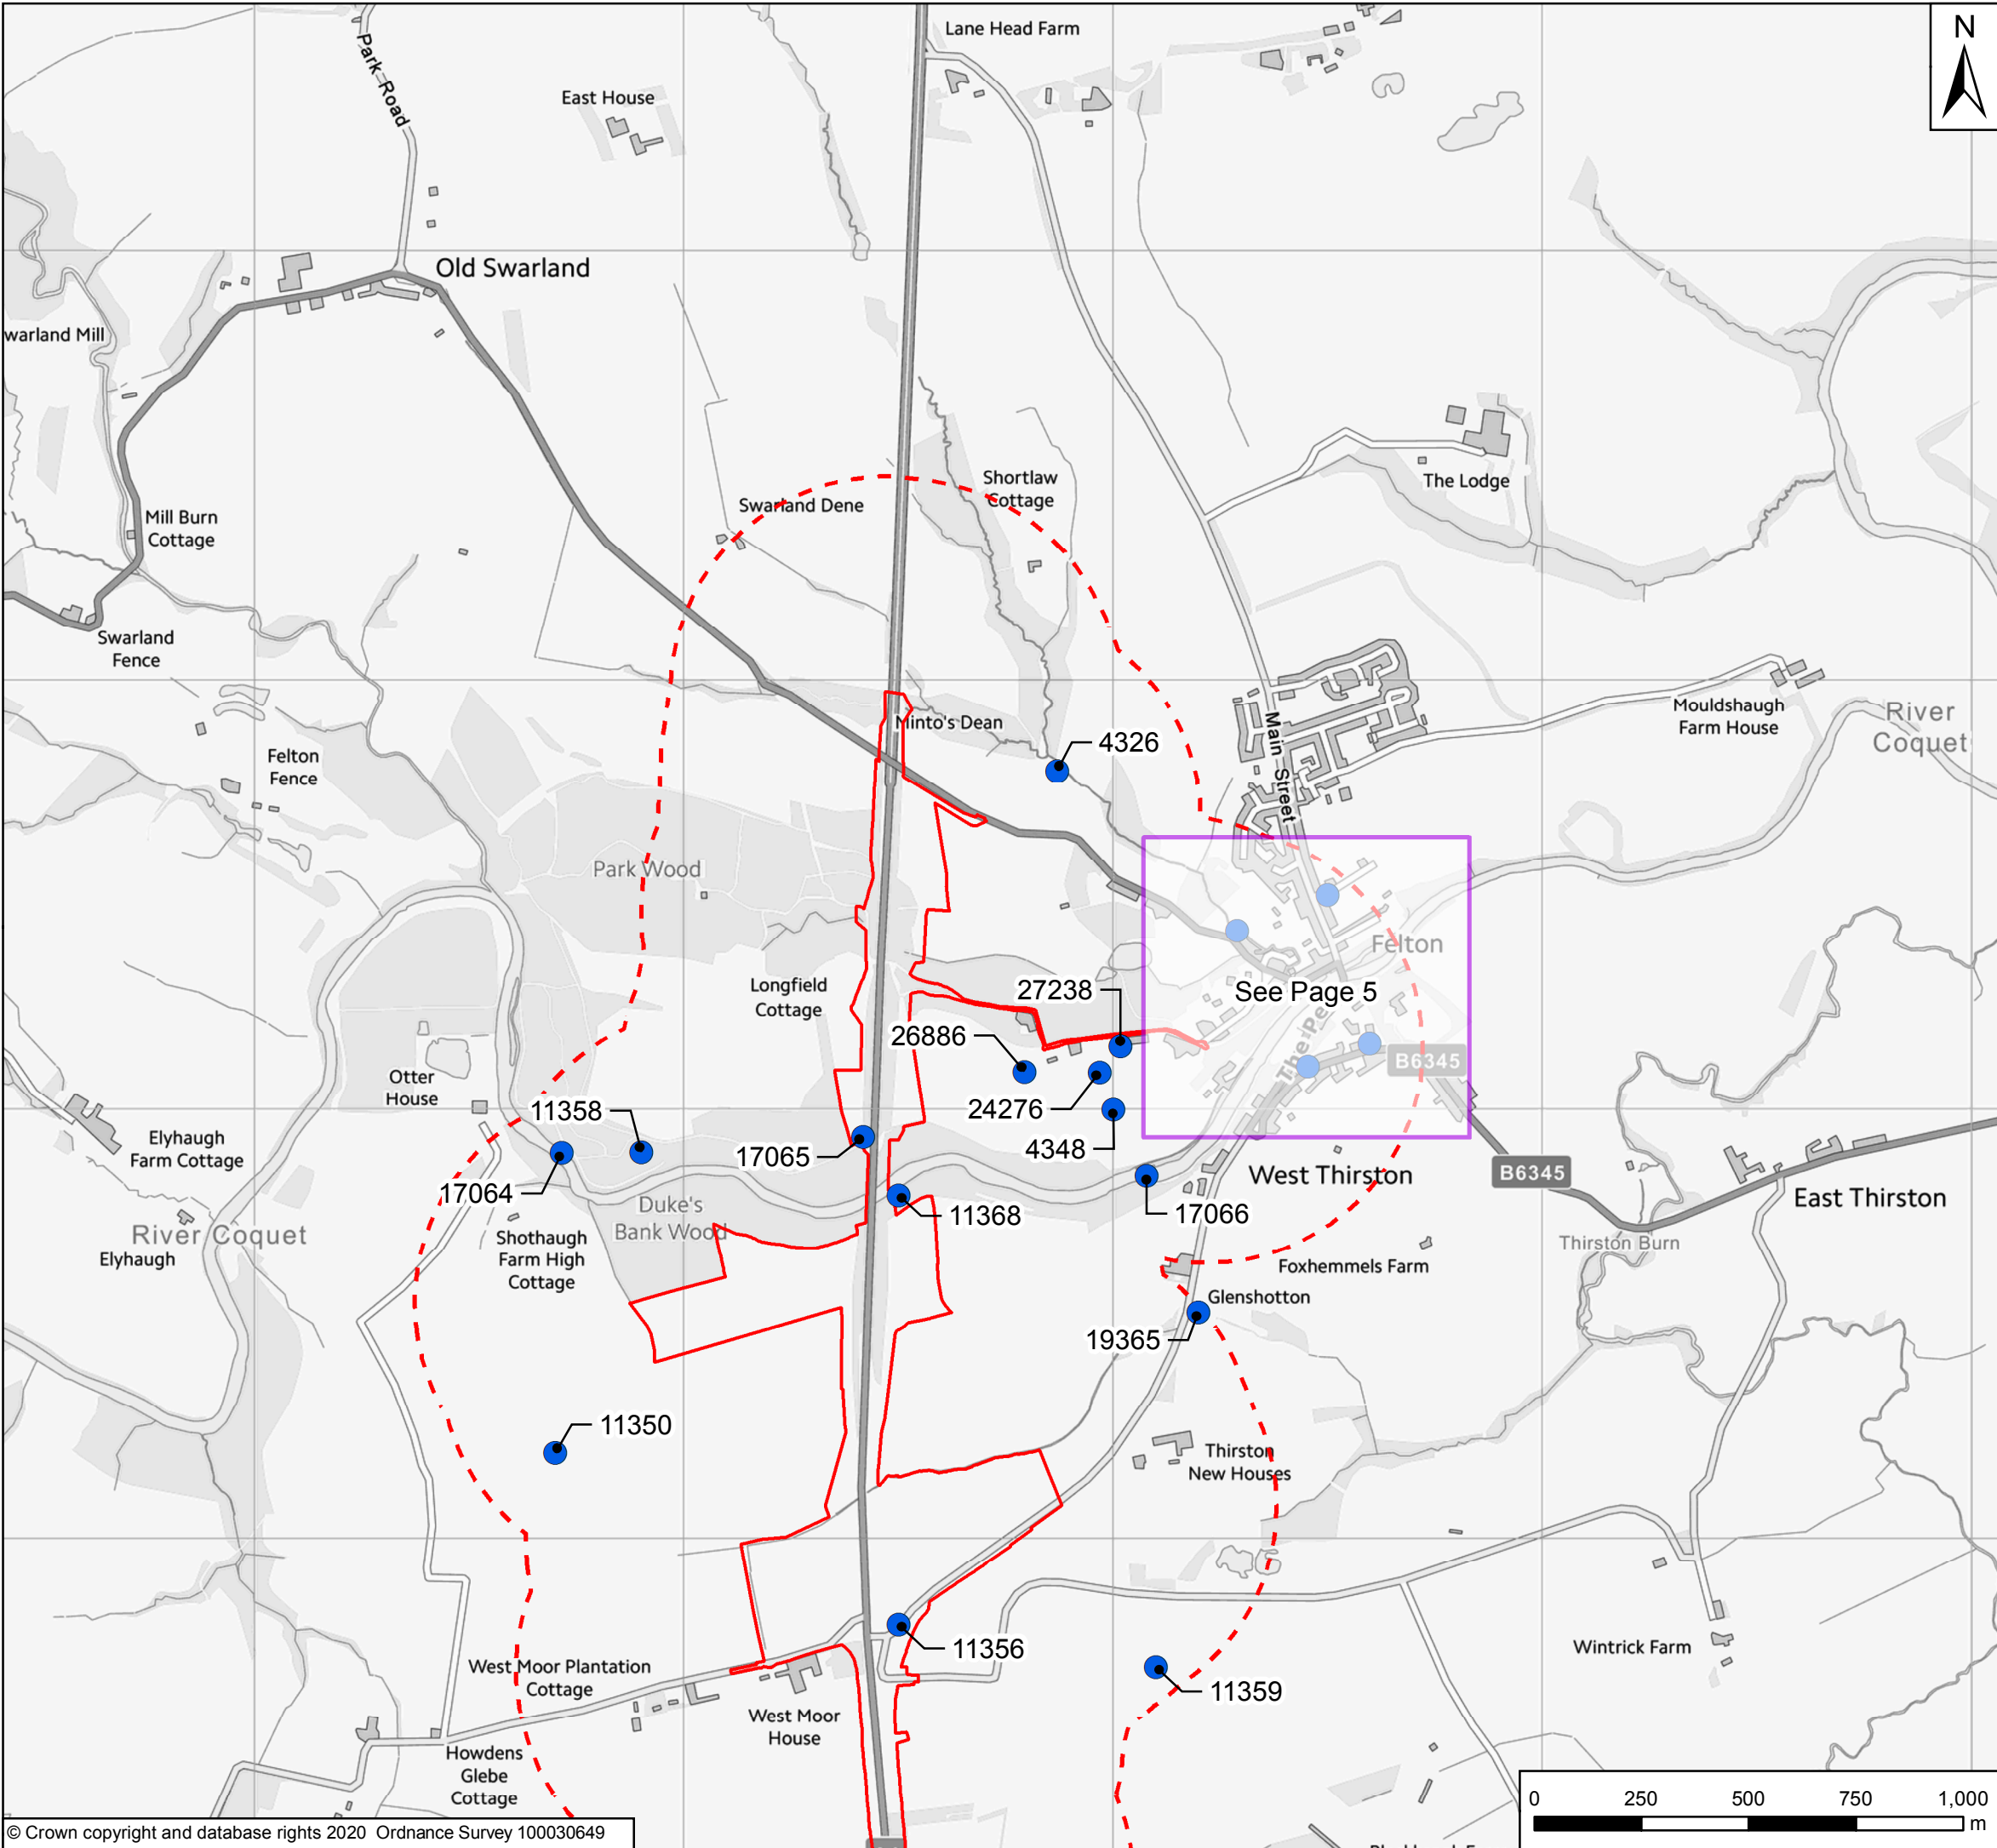 N
Lane Head Farm
Park Road
East House
Old Swarland
warland Mill
Shortlaw
Cottage
The Lodge
Swarland Dene
Mill Burn
Cottage
Swarland
Fence
Minto's Dean
Main Street
Mouldshaugh
Farm House
River
Coquet
4326
Felton
Fence
Park Wood
Felton
Longfield
Cottage
27238
See Page 5
26886
B6345
Otter
House
11358
24276
4348
Elyhaugh
Farm Cottage
17065
17064
West Thirston
B6345
Duke's
Bank Wood
11368
17066
East Thirston
River Coquet
Elyhaugh
Shothaugh
Farm High
Cottage
Thirston Burn
Foxhemmels Farm
Glenshotton
19365
11350
Thirston
New Houses
11356
Wintrick Farm
West Moor Plantation
Cottage
11359
West Moor
House
Howdens
Glebe
Cottage
0 250 500 750 1,000
m
© Crown copyright and database rights 2020 Ordnance Survey 100030649